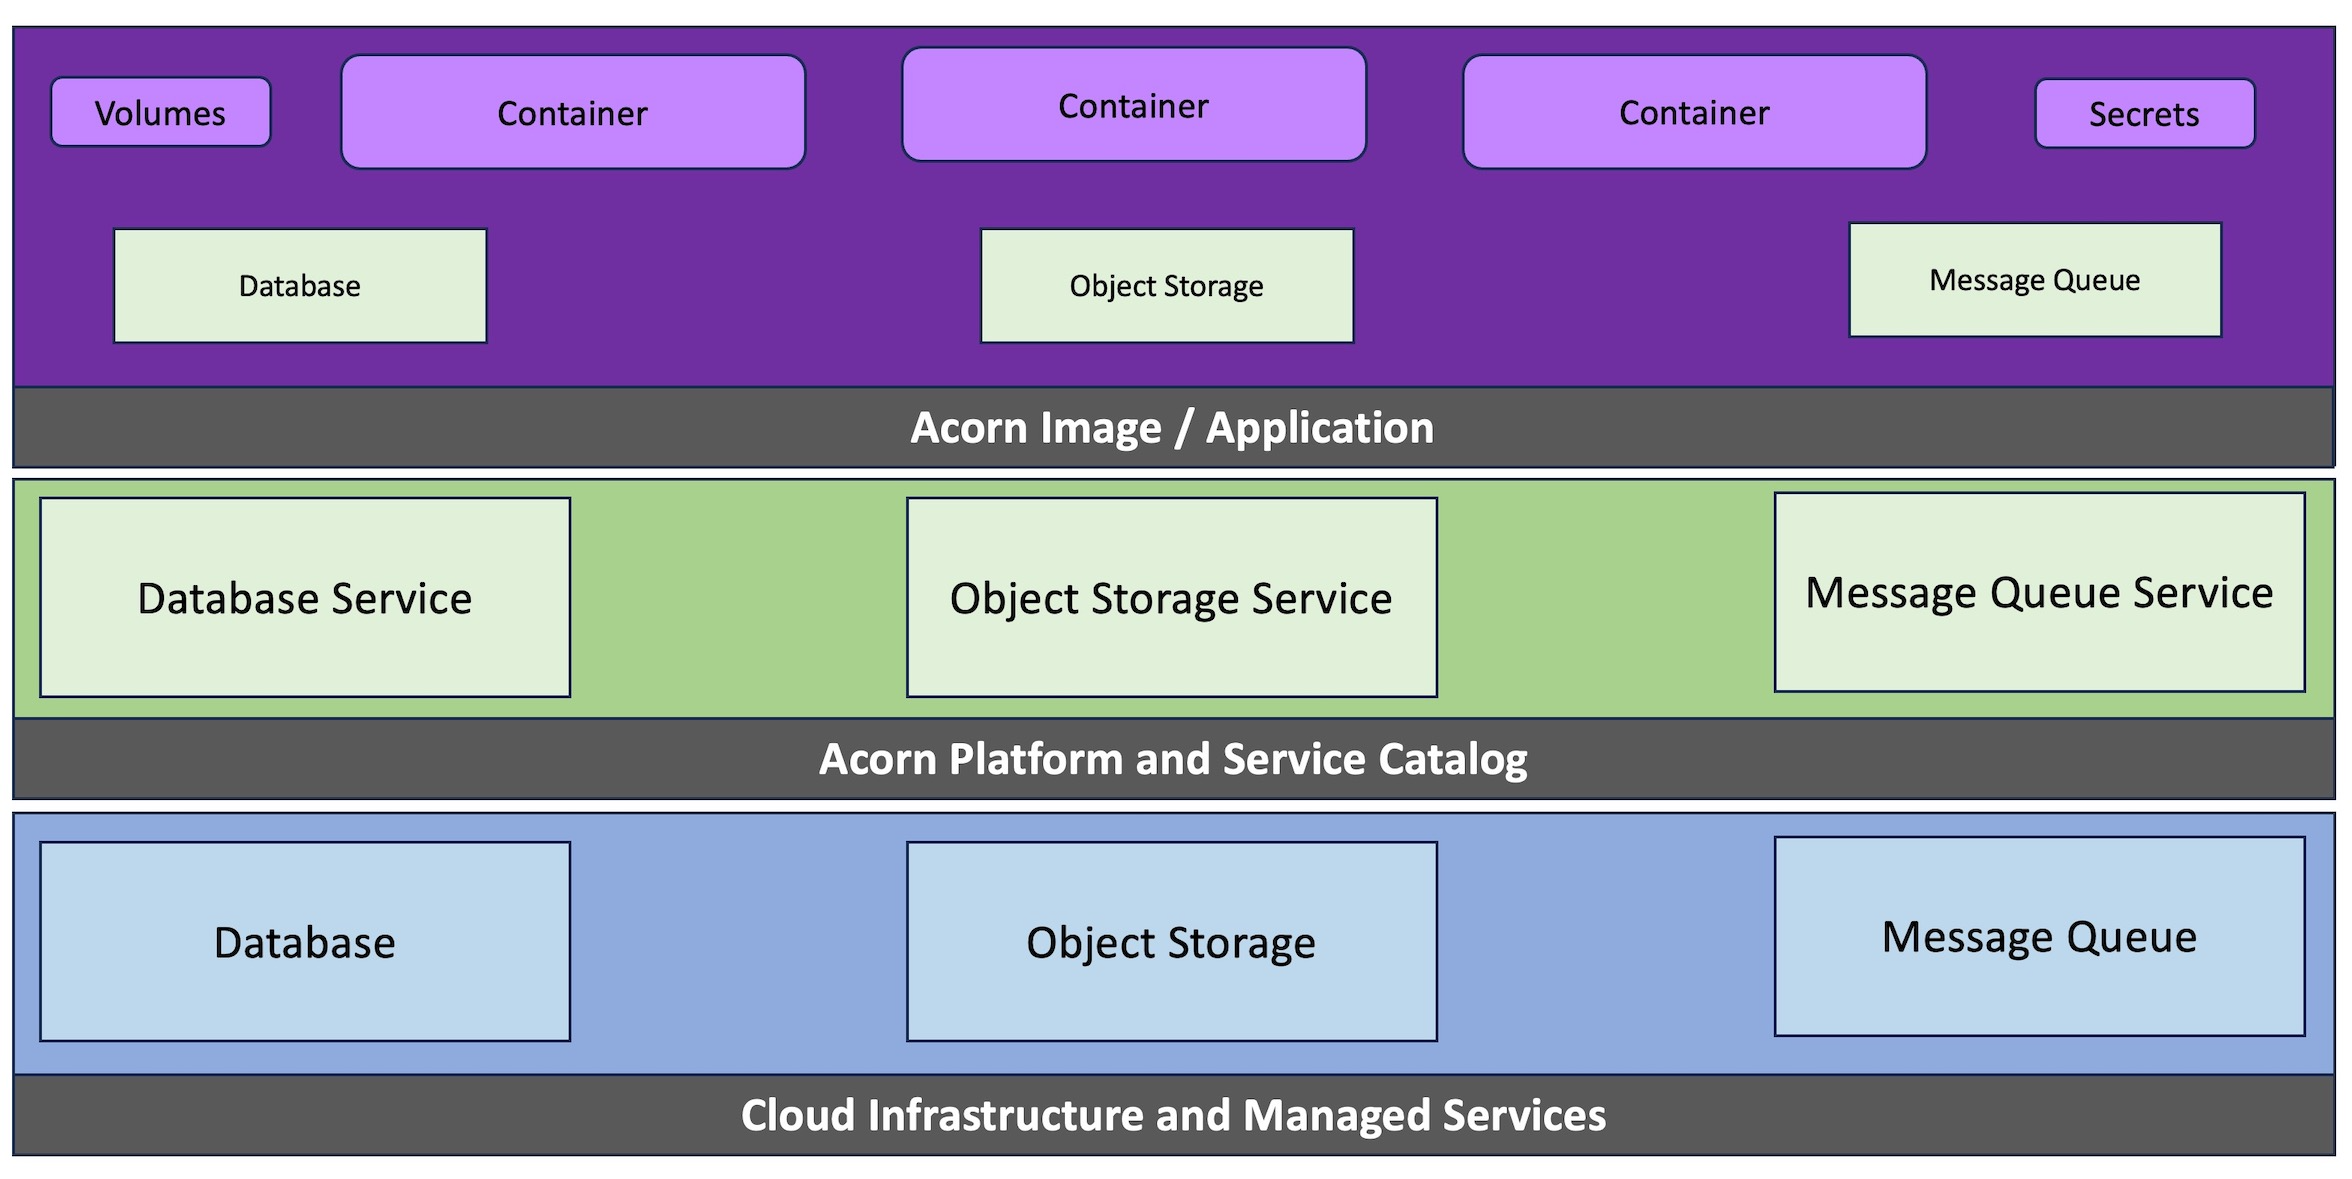 Volumes
Container
Container
Container
Secrets
Database
Object Storage
Message Queue
Acorn Image / Application
Database Service
Object Storage Service
Message Queue Service
Acorn Platform and Service Catalog
Database
Object Storage
Message Queue
Cloud Infrastructure and Managed Services